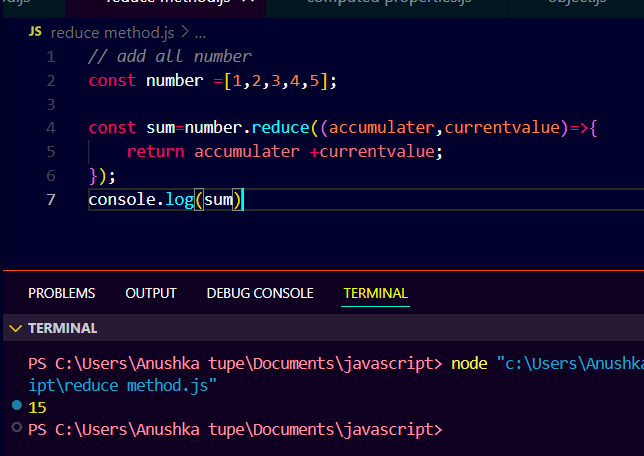 reduce method.js
computed properties.js
object.js
JS reduce method.js > ...
1 // add all number
2 const number =[1,2,3,4,5];
3
4 const sum=number.reduce((accumulater,currentvalue)=>{
5 return accumulater +currentvalue;
6 });
7 console.log(sum)
PROBLEMS OUTPUT DEBUG CONSOLE TERMINAL
TERMINAL
PS C:\Users\Anushka tupe\Documents\javascript> node "c:\Users\Anushka
ipt\reduce method.js"
15
PS C:\Users\Anushka tupe\Documents\javascript>